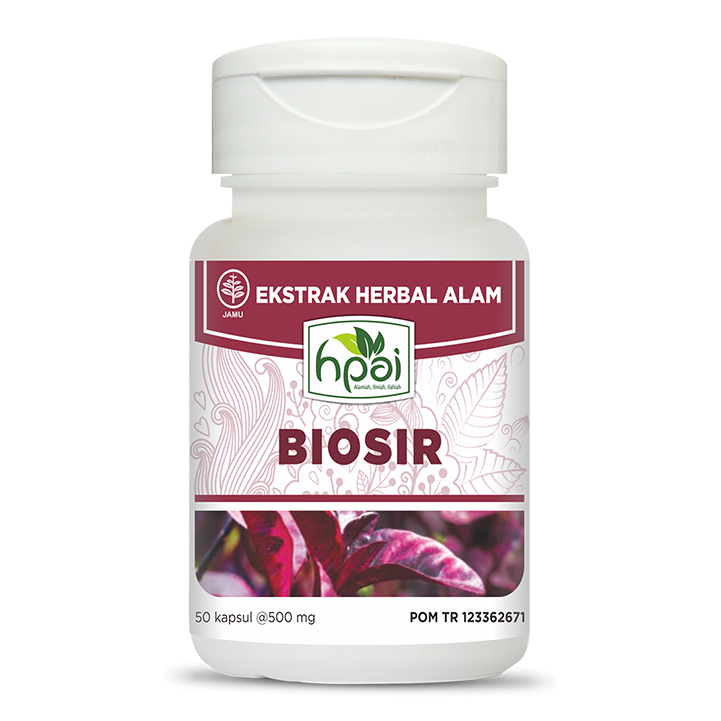 EKSTRAK HERBAL ALAM
JAMU
hpai
Alamiah, Ilmiah, Ilahiah
BIOSIR
50 kapsul @500 mg
POM TR 123362671